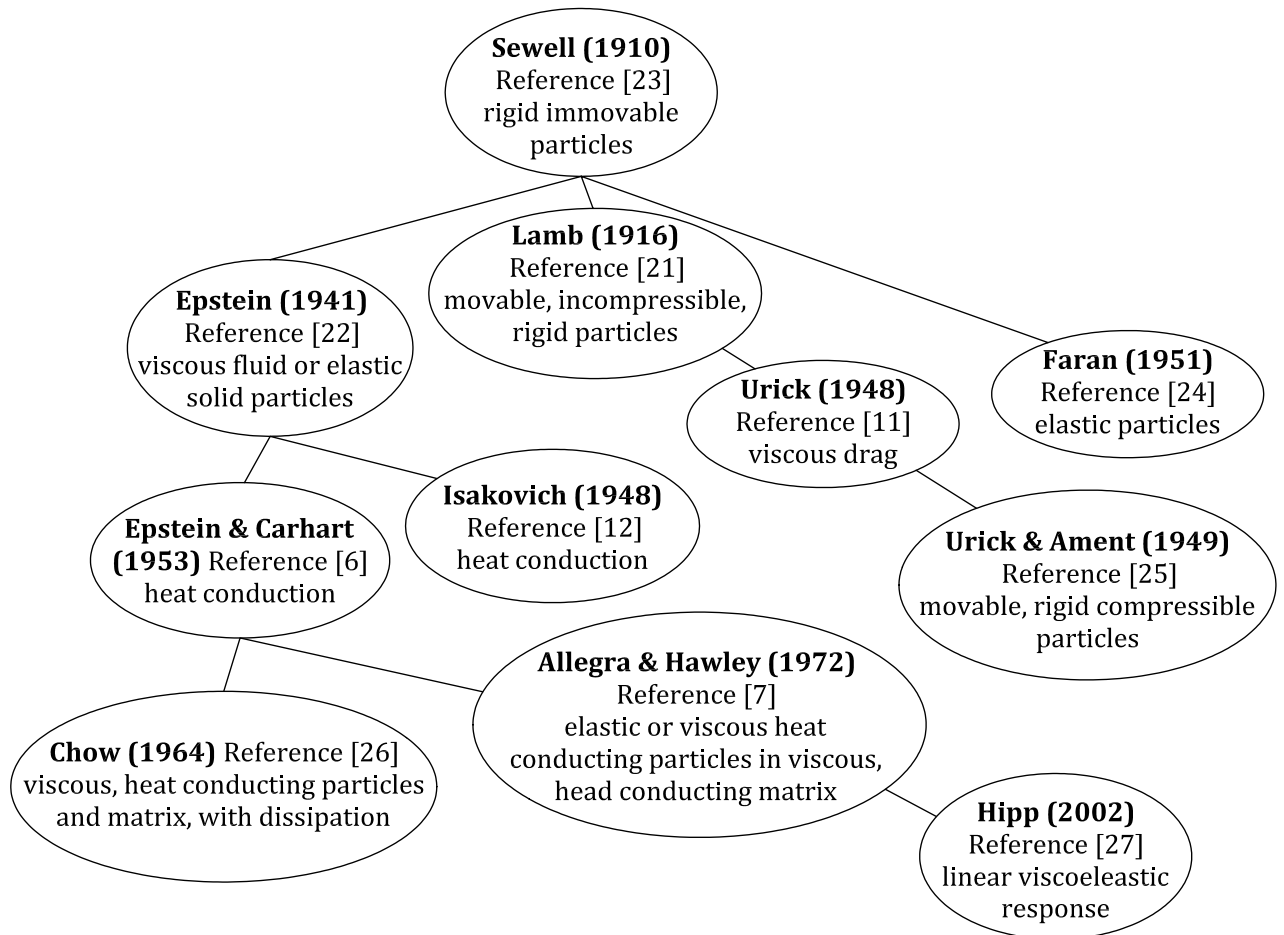 Sewell (1910)
Reference [23]
rigid immovable
particles
Lamb (1916)
Reference [21]
movable, incompressible,
rigid particles
Epstein (1941)
Reference [22]
viscous fluid or elastic
solid particles
Faran (1951)
Reference [24]
elastic particles
Urick (1948)
Reference [11]
viscous drag
Isakovich (1948)
Reference [12]
heat conduction
Epstein & Carhart
(1953) Reference [6]
heat conduction
Urick & Ament (1949)
Reference [25]
movable, rigid compressible
particles
Allegra & Hawley (1972)
Reference [7]
elastic or viscous heat
conducting particles in viscous,
head conducting matrix
Chow (1964) Reference [26]
viscous, heat conducting particles
and matrix, with dissipation
Hipp (2002)
Reference [27]
linear viscoeleastic
response